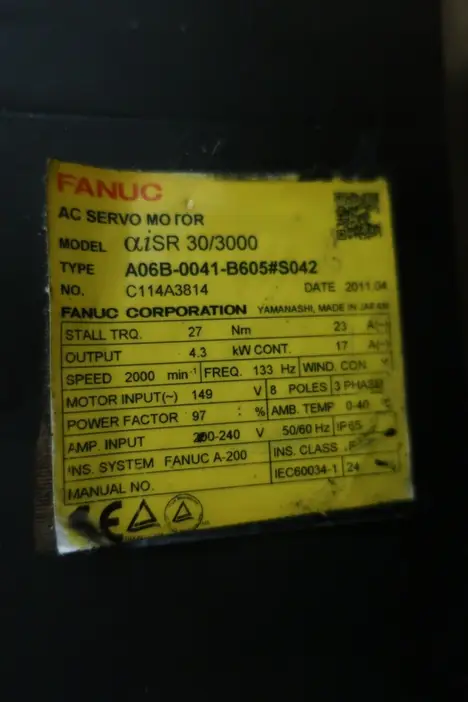 FANUC
AC SERVO MOTOR
MODEL αiSR 30/3000
TYPE A06B-0041-B605#S042
NO. C114A3814 DATE 2011.04
FANUC CORPORATION YAMANASHI, MADE IN JAPAN
STALL TRQ. 27 Nm 23 A(~)
OUTPUT 4.3 kW CONT. 17 A(~)
SPEED 2000 min⁻¹ FREQ. 133 Hz WIND. CON
MOTOR INPUT(~) 149 V 8 POLES 3 PHASE
POWER FACTOR 97 % AMB. TEMP 0-40
AMP. INPUT 200-240 V 50/60 Hz IP65
INS. SYSTEM FANUC A-200 INS. CLASS F
MANUAL NO. IEC60034-1 24
CE